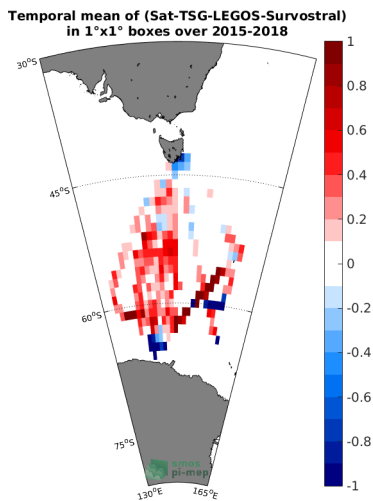 Temporal mean of (Sat-TSG-LEGOS-Survostral)
in 1°x1° boxes over 2015-2018
30°S
45°S
60°S
75°S
130°E
165°E
1
0.8
0.6
0.4
0.2
0
-0.2
-0.4
-0.6
-0.8
-1
smos
pi-mep